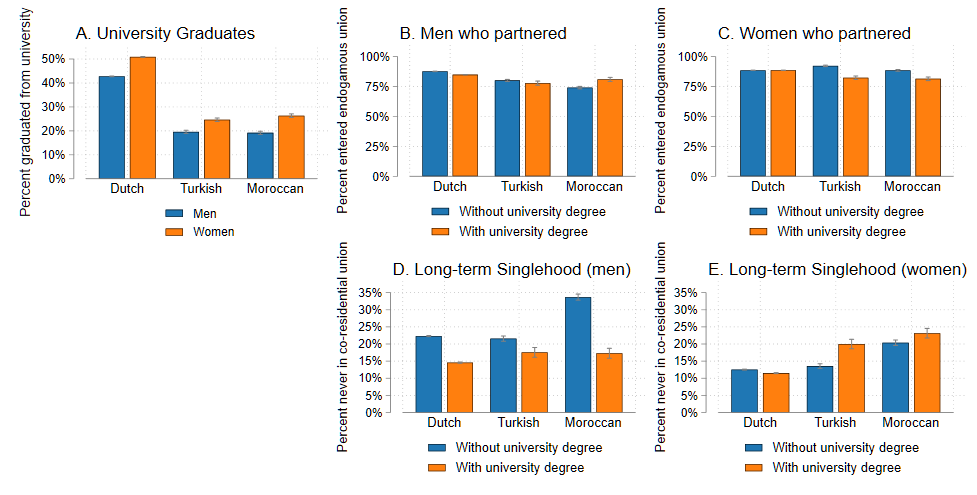 A. University Graduates
Percent graduated from university
50%
40%
30%
20%
10%
0%
Dutch Turkish Moroccan
Men
Women
B. Men who partnered
Percent entered endogamous union
100%
75%
50%
25%
0%
Dutch Turkish Moroccan
Without university degree
With university degree
C. Women who partnered
Percent entered endogamous union
100%
75%
50%
25%
0%
Dutch Turkish Moroccan
Without university degree
With university degree
D. Long-term Singlehood (men)
Percent never in co-residential union
35%
30%
25%
20%
15%
10%
5%
0%
Dutch Turkish Moroccan
Without university degree
With university degree
E. Long-term Singlehood (women)
Percent never in co-residential union
35%
30%
25%
20%
15%
10%
5%
0%
Dutch Turkish Moroccan
Without university degree
With university degree